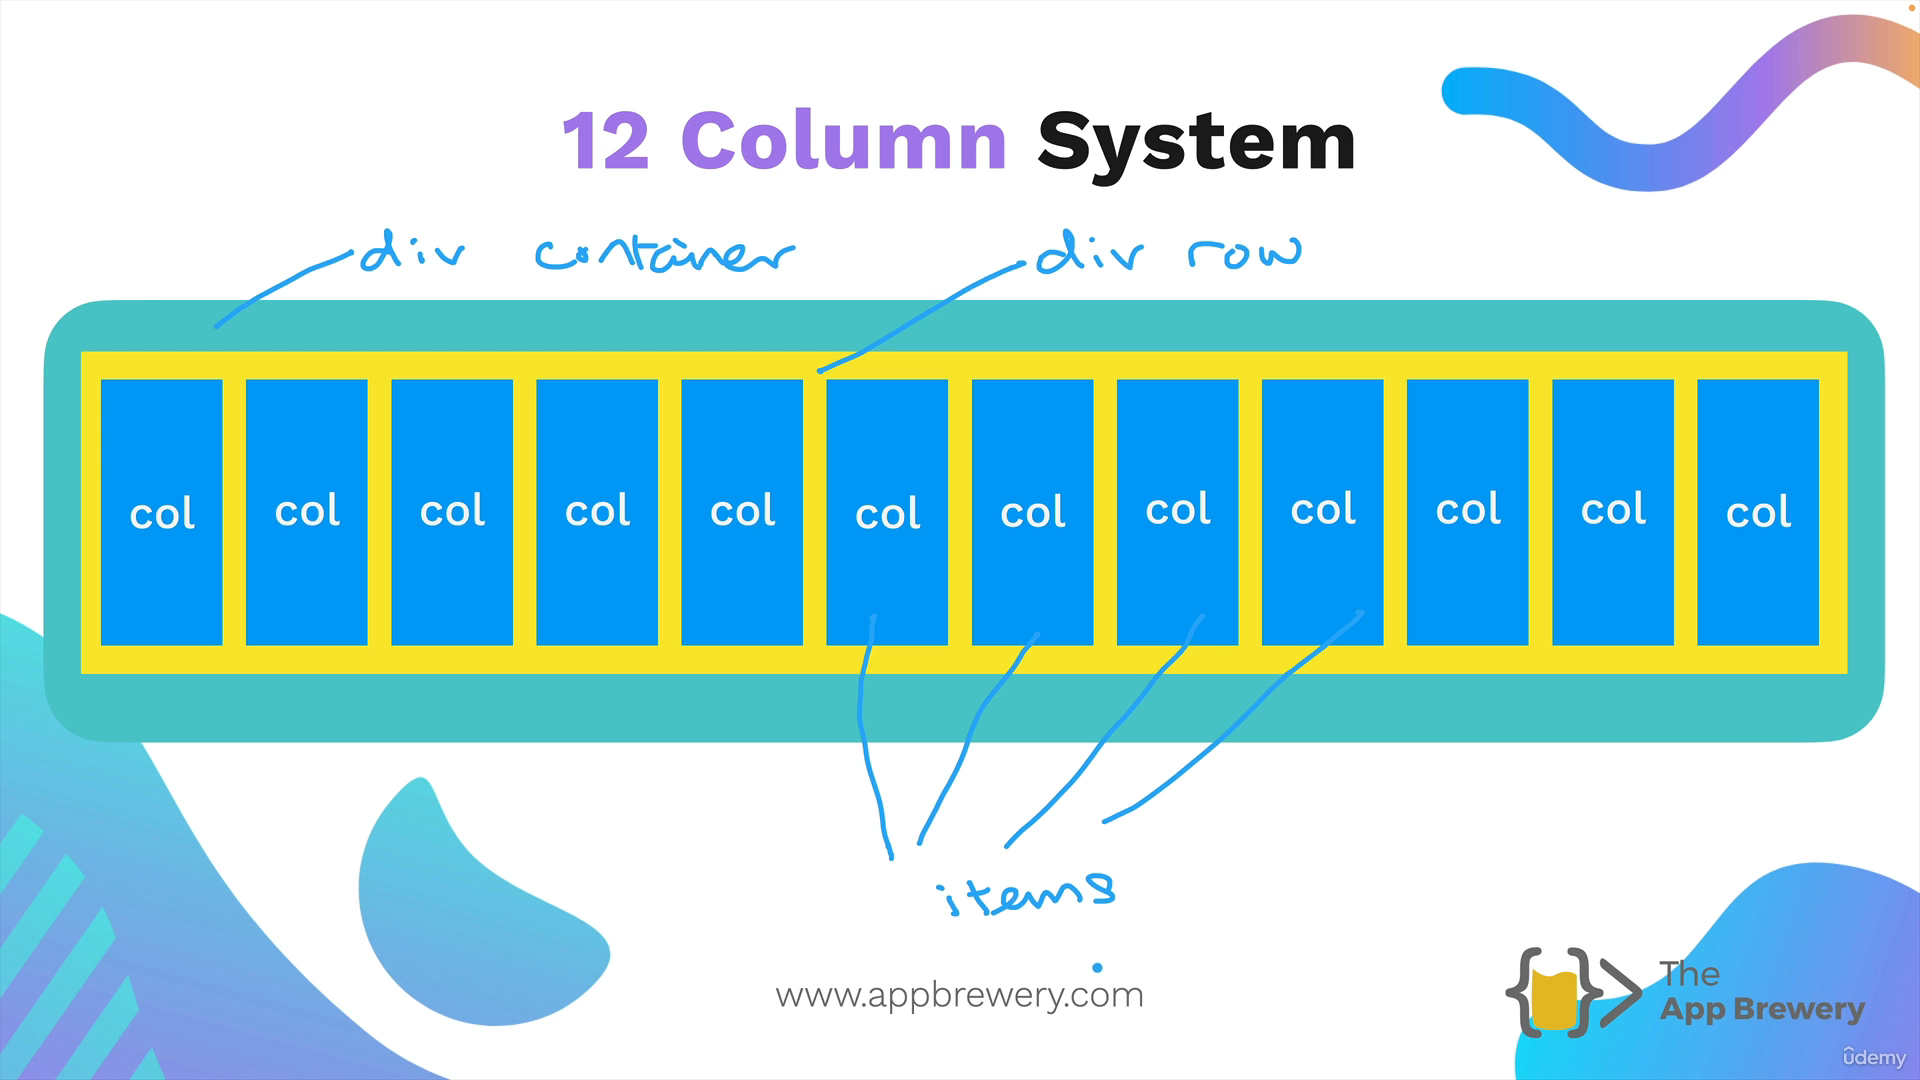 12 Column System
div container div row
col col col col col col col col col col col col
items
www.appbrewery.com
The
App Brewery
ûdemy